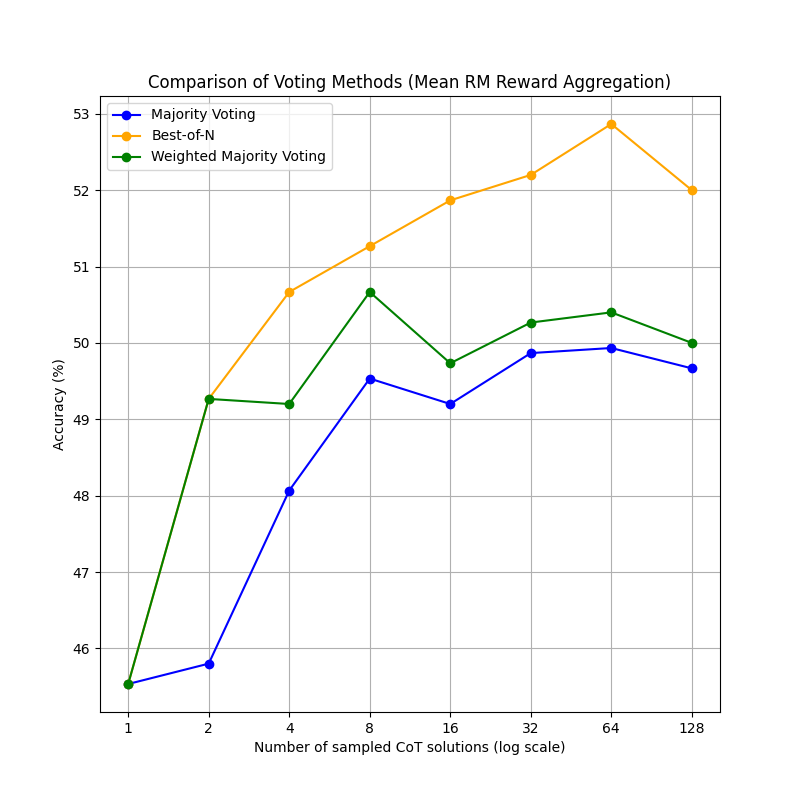 Comparison of Voting Methods (Mean RM Reward Aggregation)
Majority Voting
Best-of-N
Weighted Majority Voting
53
52
51
50
49
48
47
46
Accuracy (%)
1 2 4 8 16 32 64 128
Number of sampled CoT solutions (log scale)